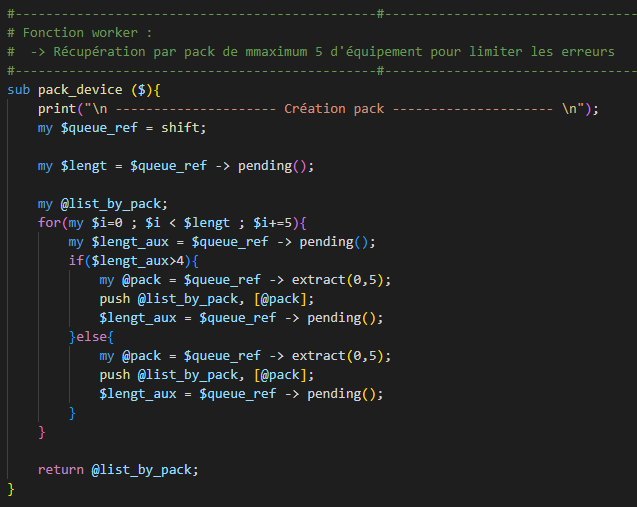 #-----------------------------------------------#---------------------------------
# Fonction worker :
#  -> Récupération par pack de mmaximum 5 d'équipement pour limiter les erreurs
#-----------------------------------------------#---------------------------------
sub pack_device ($){
    print("\n --------------------- Création pack --------------------- \n");
    my $queue_ref = shift;

    my $lengt = $queue_ref -> pending();

    my @list_by_pack;
    for(my $i=0 ; $i < $lengt ; $i+=5){
        my $lengt_aux = $queue_ref -> pending();
        if($lengt_aux>4){
            my @pack = $queue_ref -> extract(0,5);
            push @list_by_pack, [@pack];
            $lengt_aux = $queue_ref -> pending();
        }else{
            my @pack = $queue_ref -> extract(0,5);
            push @list_by_pack, [@pack];
            $lengt_aux = $queue_ref -> pending();
        }
    }

    return @list_by_pack;
}